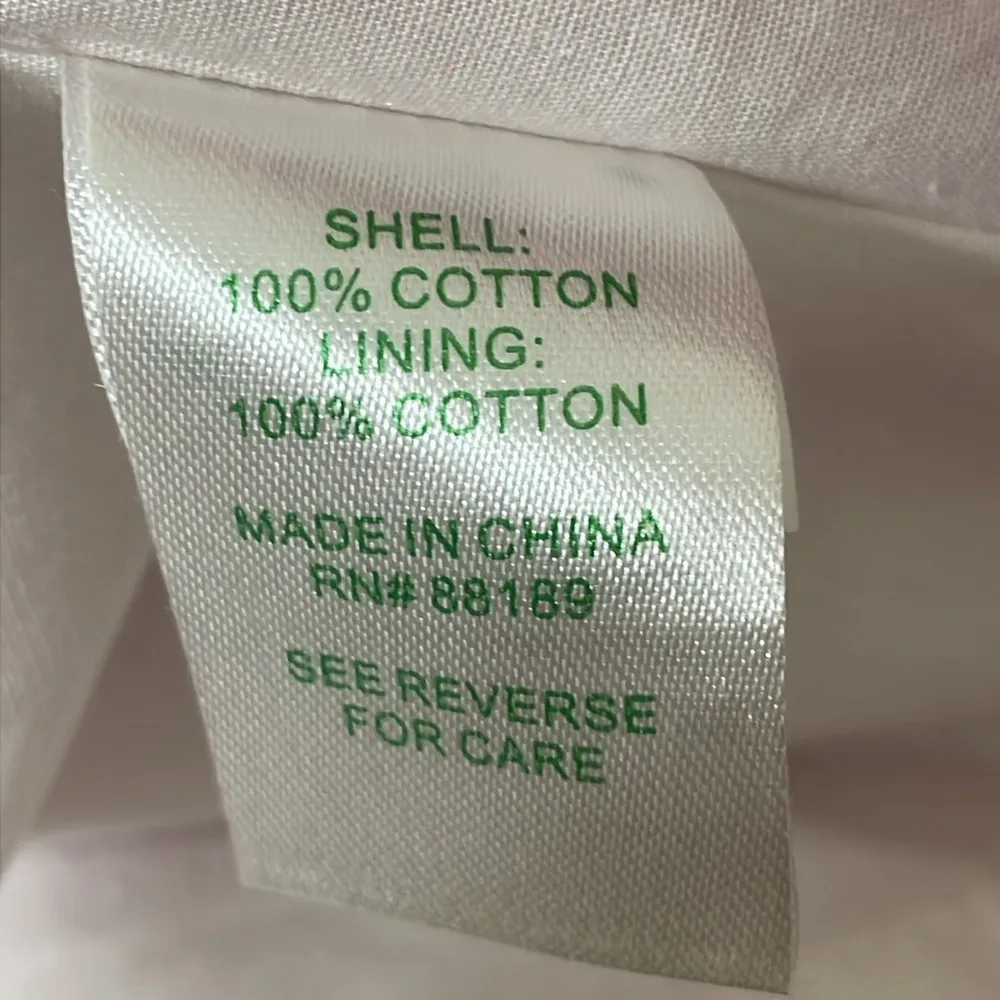 SHELL:
100% COTTON
LINING:
100% COTTON
MADE IN CHINA
RN# 88189
SEE REVERSE
FOR CARE